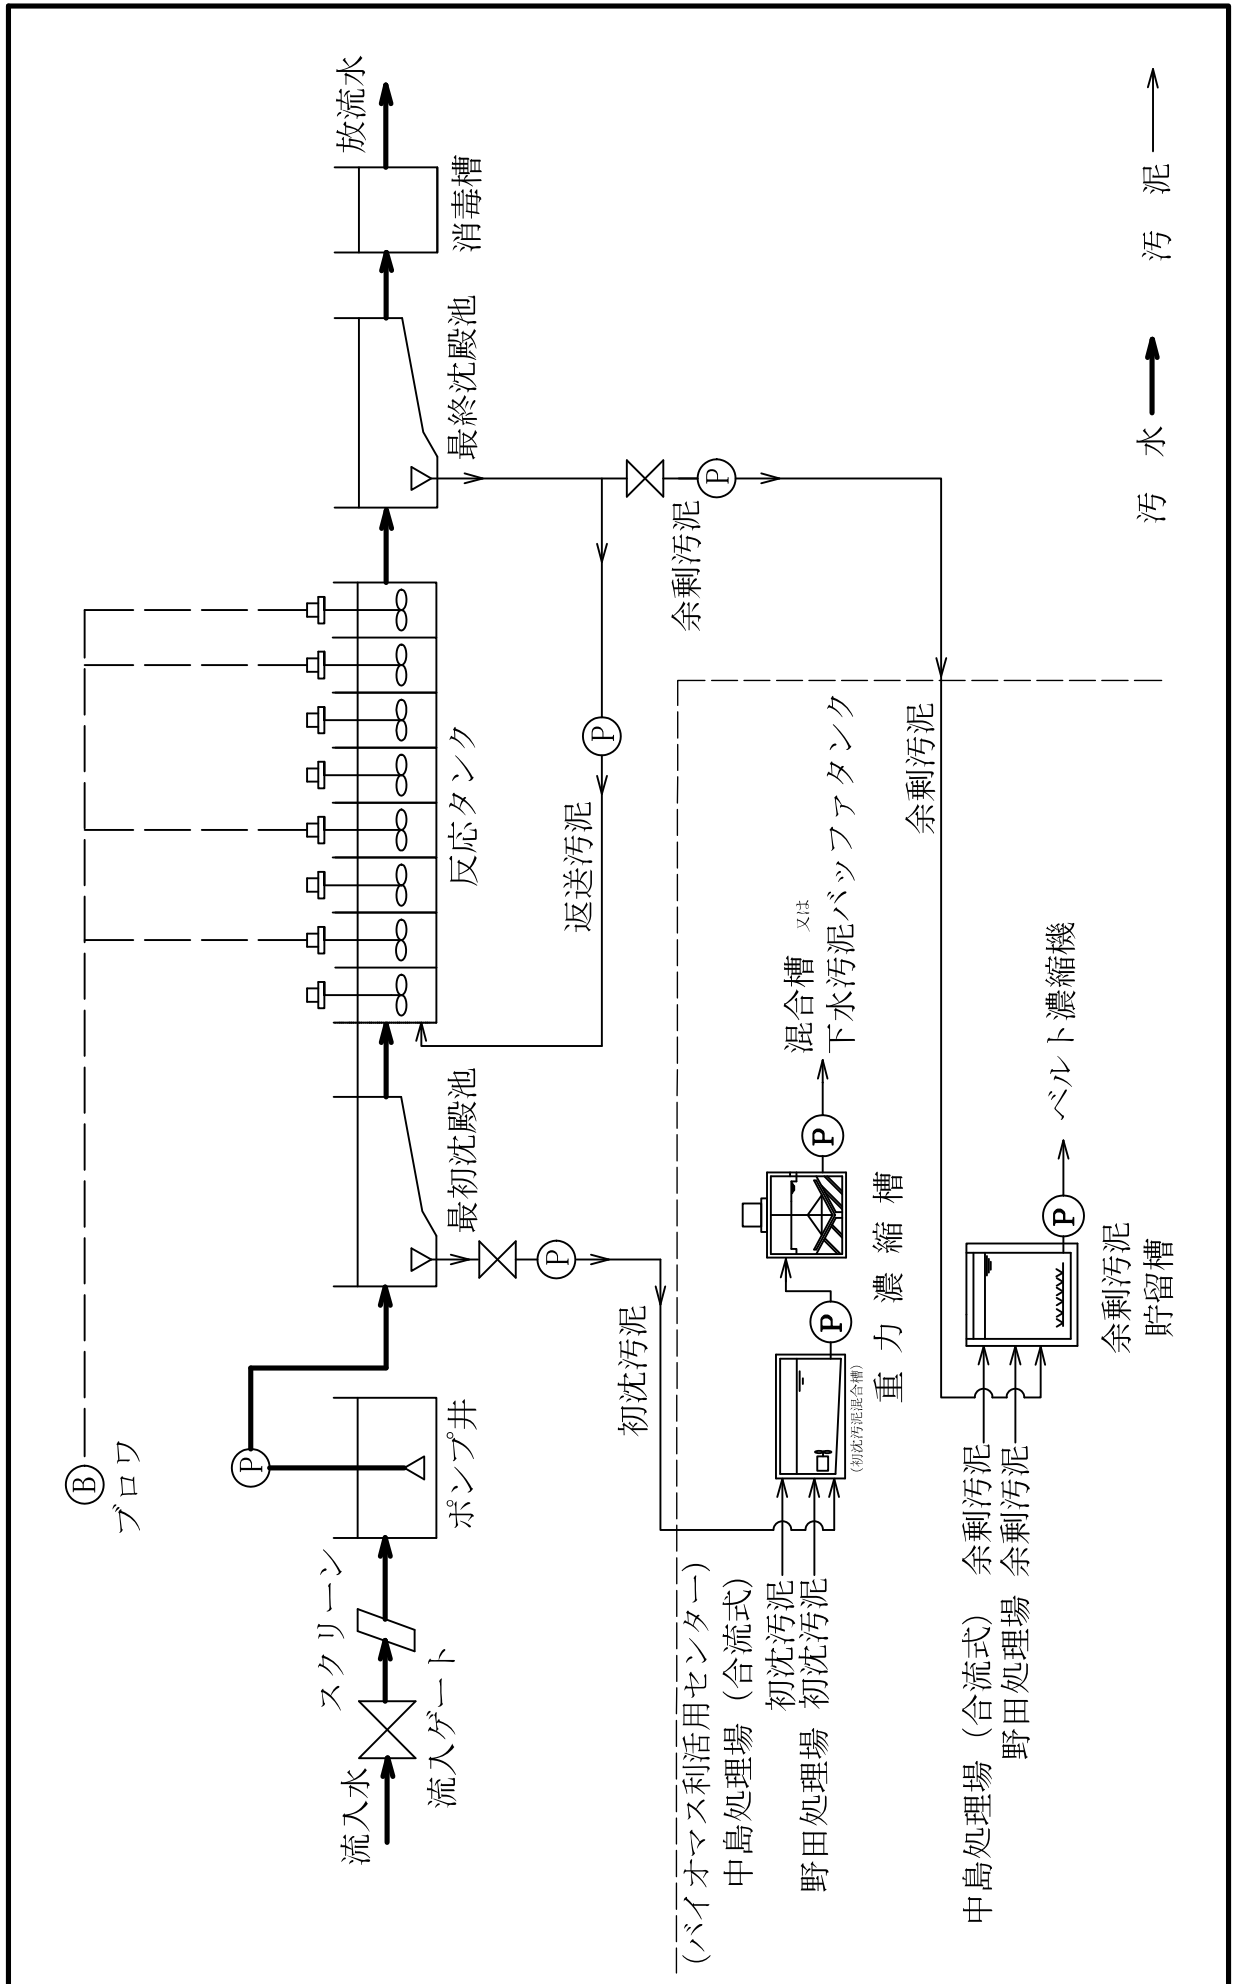 B
ブロワ
流入水
流入ゲート
スクリーン
P
ポンプ井
最初沈殿池
反応タンク
最終沈殿池
消毒槽
放流水
P
初沈汚泥
返送汚泥
P
余剰汚泥
P
(バイオマス利活用センター)
中島処理場 (合流式)
初沈汚泥
野田処理場 初沈汚泥
(初沈汚泥混合槽)
P
重力濃縮槽
P
混合槽 又は
下水汚泥バッファタンク
余剰汚泥
中島処理場 (合流式) 余剰汚泥
野田処理場 余剰汚泥
余剰汚泥
貯留槽
P
ベルト濃縮機
汚水
汚泥